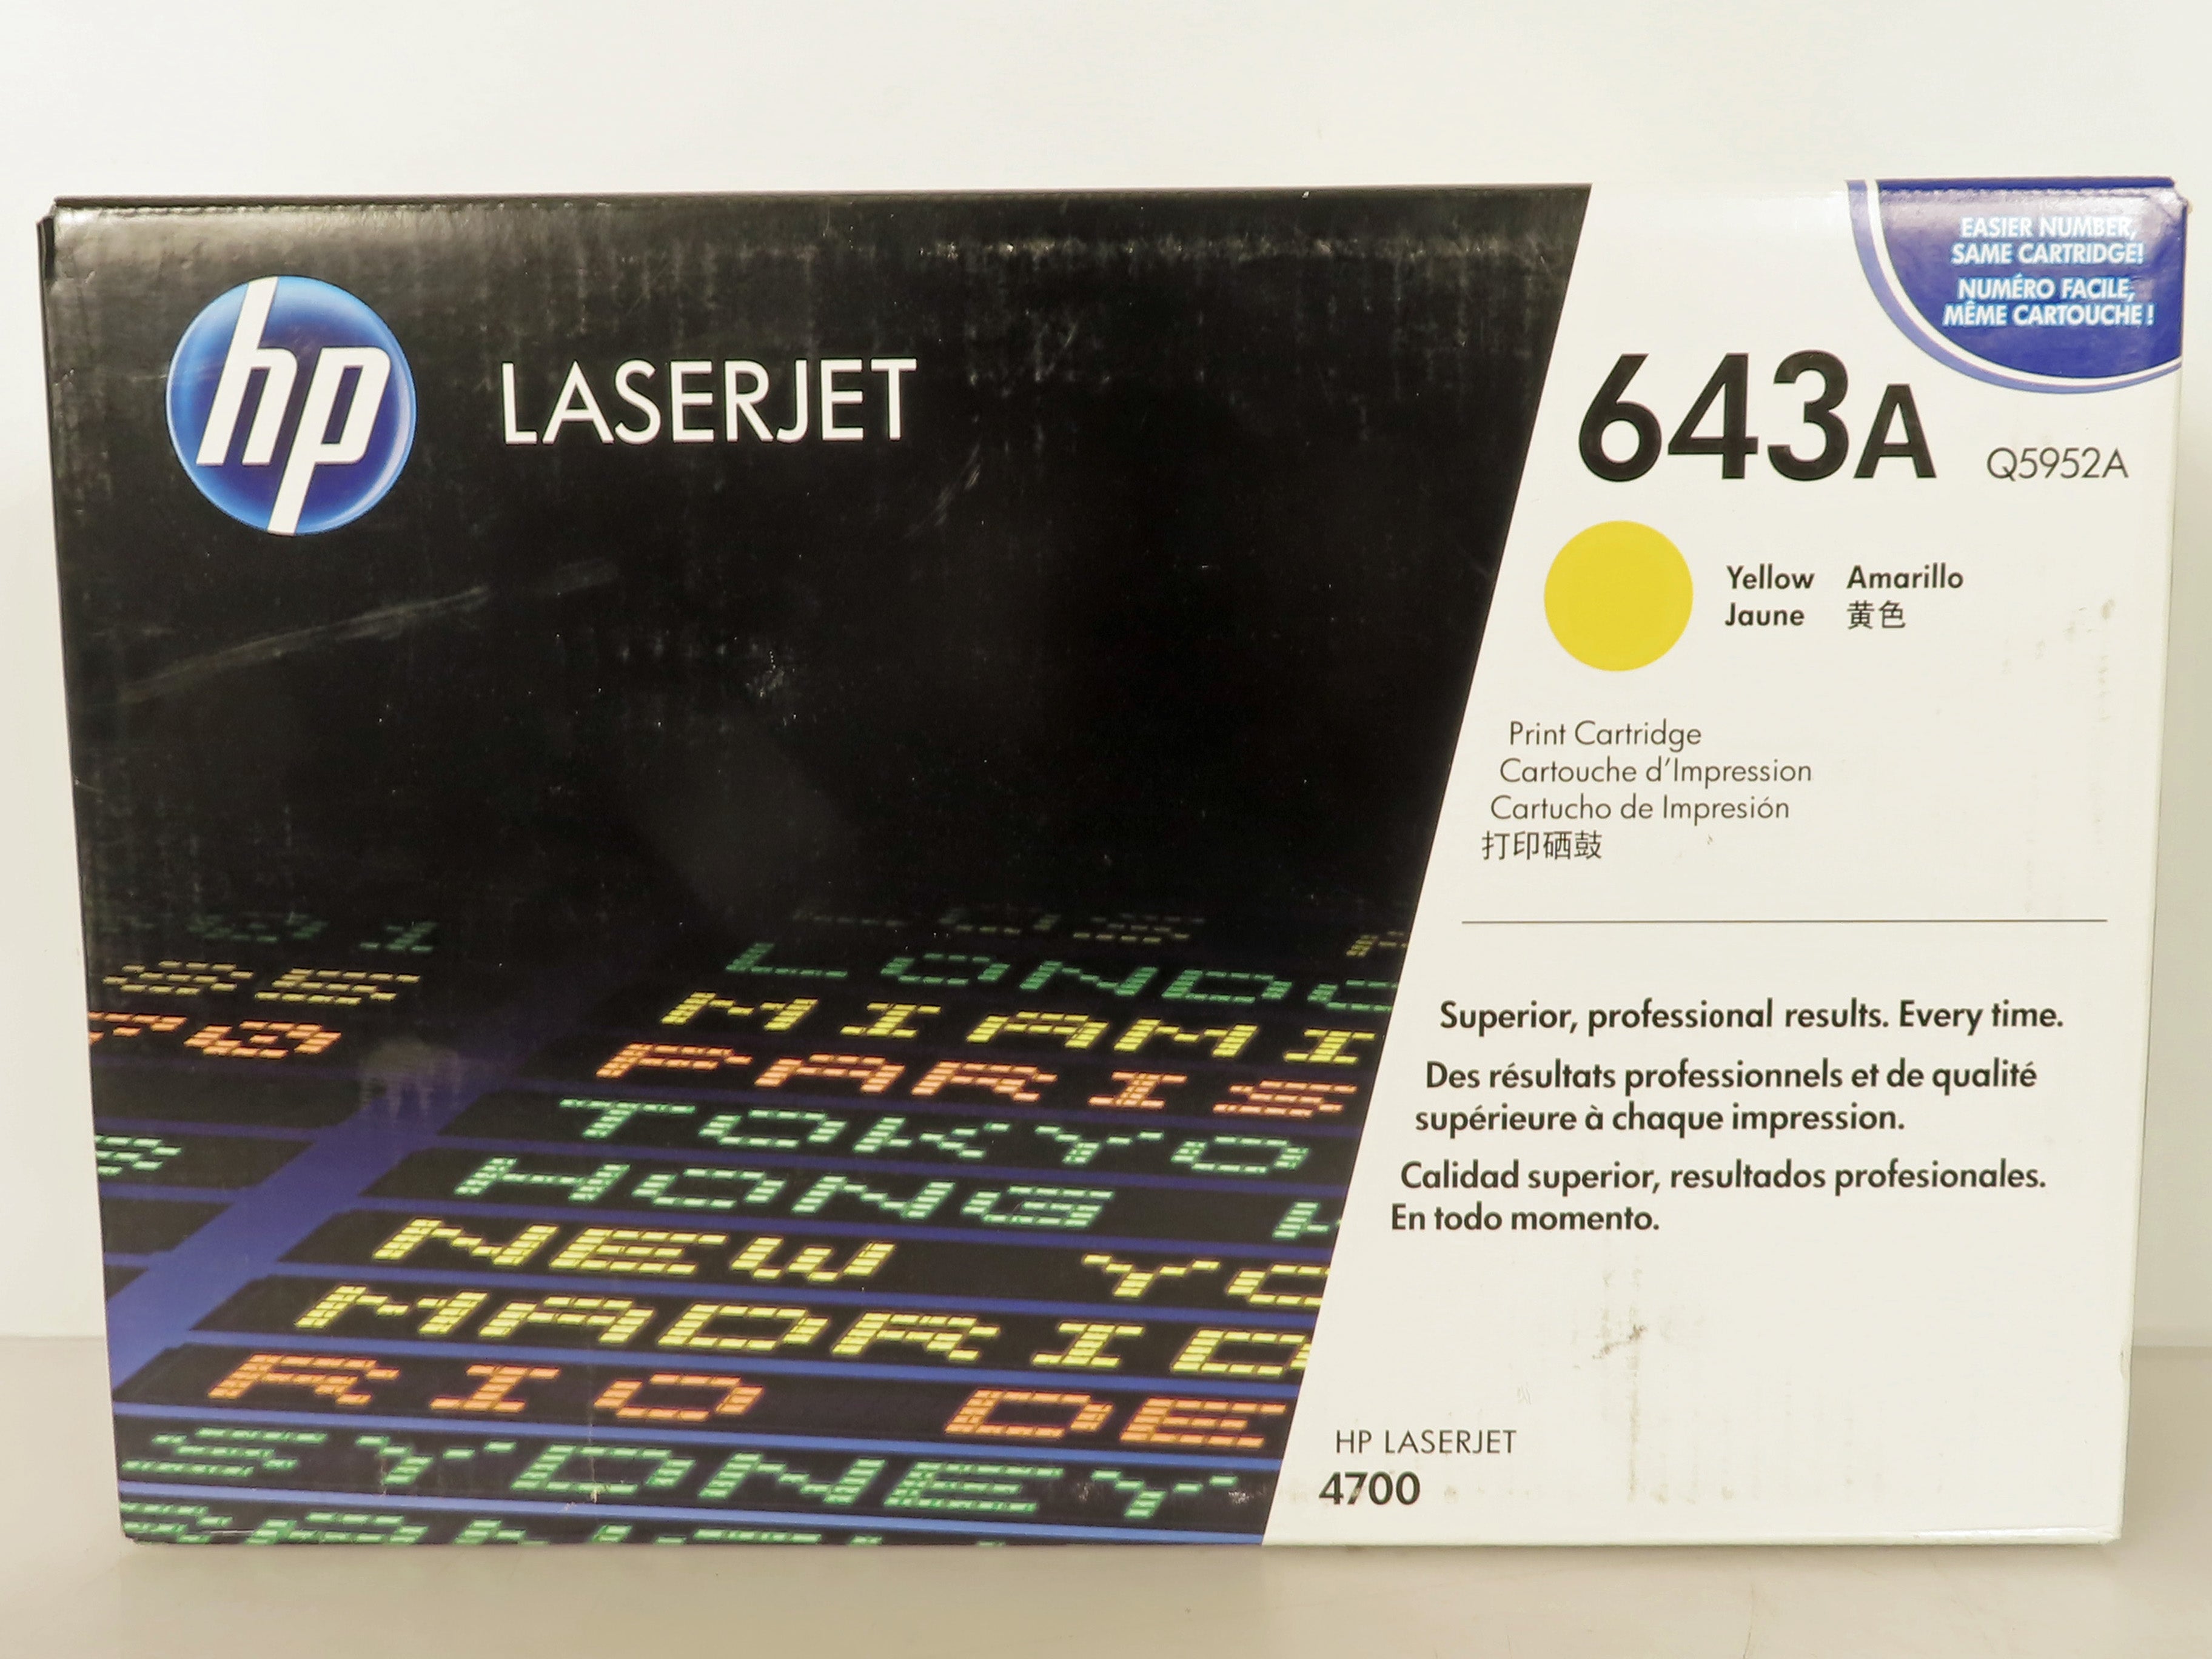 hp
LASERJET
EASIER NUMBER,
SAME CARTRIDGE!
NUMÉRO FACILE,
MÊME CARTOUCHE !
643A Q5952A
Yellow Amarillo
Jaune 黄色
Print Cartridge
Cartouche d'Impression
Cartucho de Impresión
打印硒鼓
Superior, professional results. Every time.
Des résultats professionnels et de qualité
supérieure à chaque impression.
Calidad superior, resultados profesionales.
En todo momento.
HP LASERJET
4700
LONDO
MIAMI
PARIS
TOKYO
HONG K
NEW YO
MADRID
RIO DE
SYDNEY